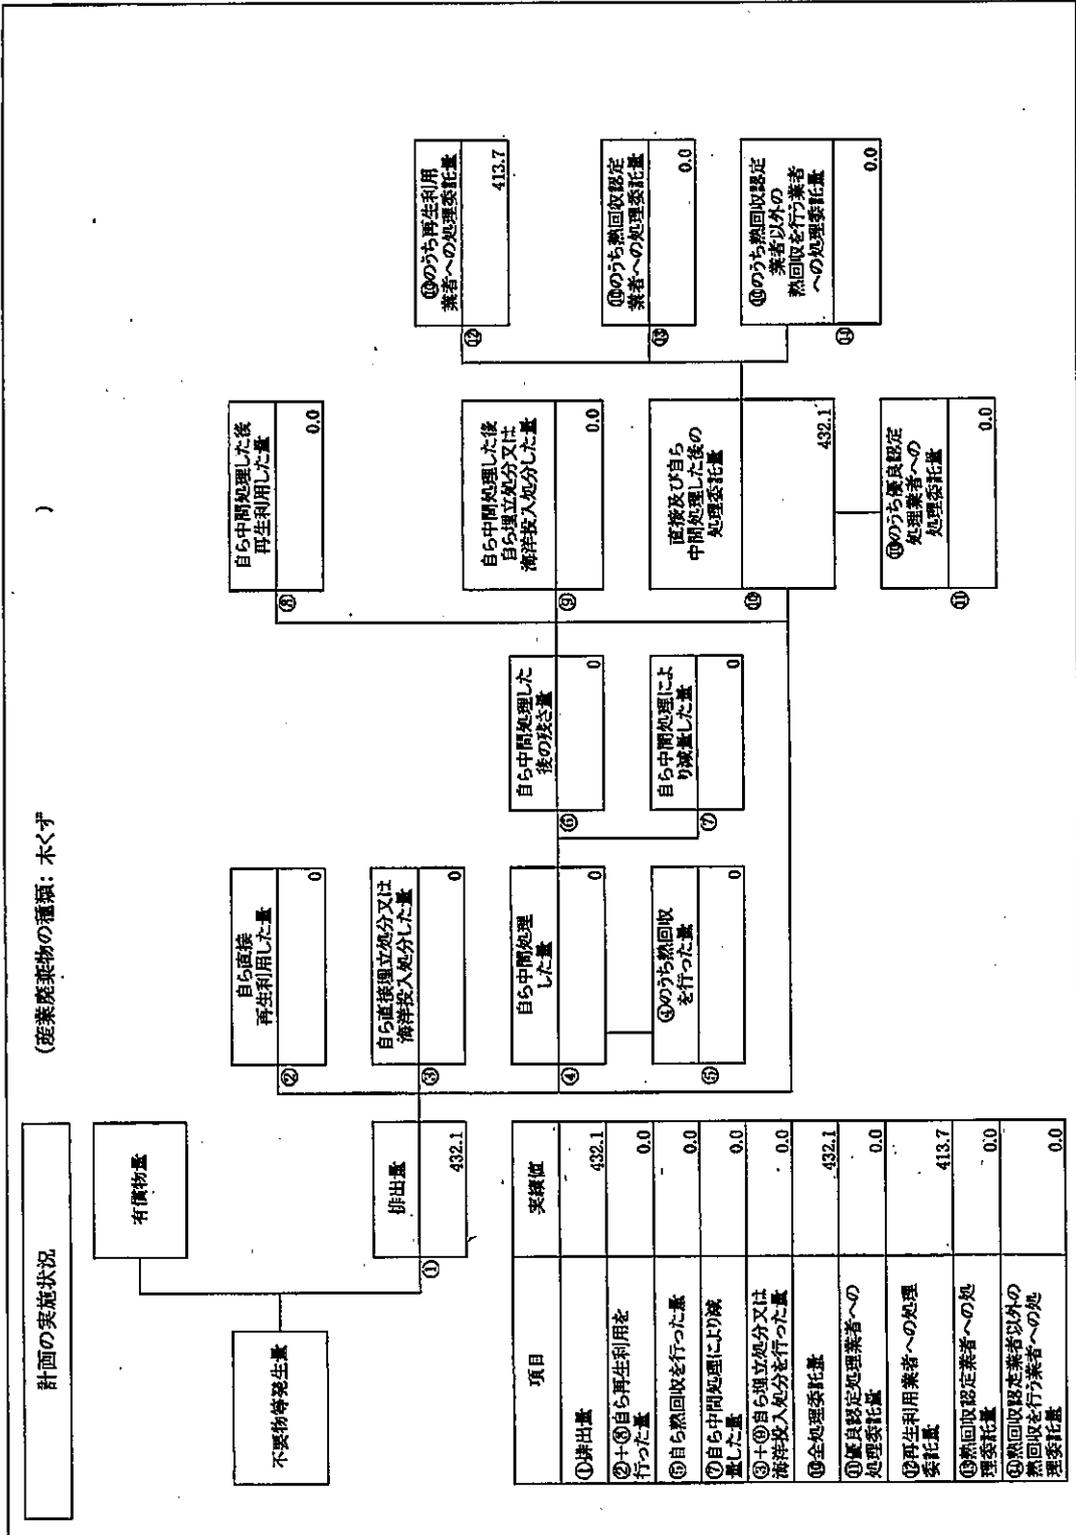 計画の実施状況
(産業廃棄物の種類: 木くず
)
不要物等発生量
有償物量
①
排出量
432.1
②
自ら直接
再生利用した量
0
③
自ら直接埋立処分又は
海洋投入処分した量
0
④
自ら中間処理
した量
0
⑤
④のうち熱回収
を行った量
0
⑥
自ら中間処理した
後の残さ量
0
⑦
自ら中間処理によ
り減量した量
0
⑧
自ら中間処理した後
再生利用した量
0.0
⑨
自ら中間処理した後
自ら埋立処分又は
海洋投入処分した量
0.0
⑩
直接及び自ら
中間処理した後の
処理委託量
432.1
⑪
⑩のうち優良認定
処理業者への
処理委託量
0.0
⑫
⑩のうち再生利用
業者への処理委託量
413.7
⑬
⑩のうち熱回収認定
業者への処理委託量
0.0
⑭
⑩のうち熱回収認定
業者以外の
熱回収を行う業者
への処理委託量
0.0
項目 実績値
①排出量 432.1
②+⑧自ら再生利用を
行った量 0.0
⑤自ら熱回収を行った量 0.0
⑦自ら中間処理により減
量した量 0.0
③+⑨自ら埋立処分又は
海洋投入処分を行った量 0.0
⑩全処理委託量 432.1
⑪優良認定処理業者への
処理委託量 0.0
⑫再生利用業者への処理
委託量 413.7
⑬熱回収認定業者への処
理委託量 0.0
⑭熱回収認定業者以外の
熱回収を行う業者への処
理委託量 0.0